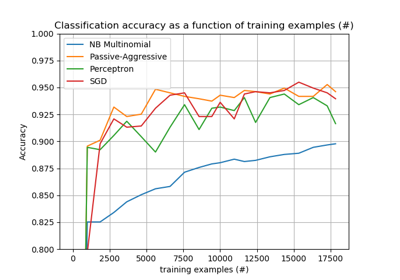 Classification accuracy as a function of training examples (#)
NB Multinomial
Passive-Aggressive
Perceptron
SGD
Accuracy
1.000
0.975
0.950
0.925
0.900
0.875
0.850
0.825
0.800
0 2500 5000 7500 10000 12500 15000 17500
training examples (#)